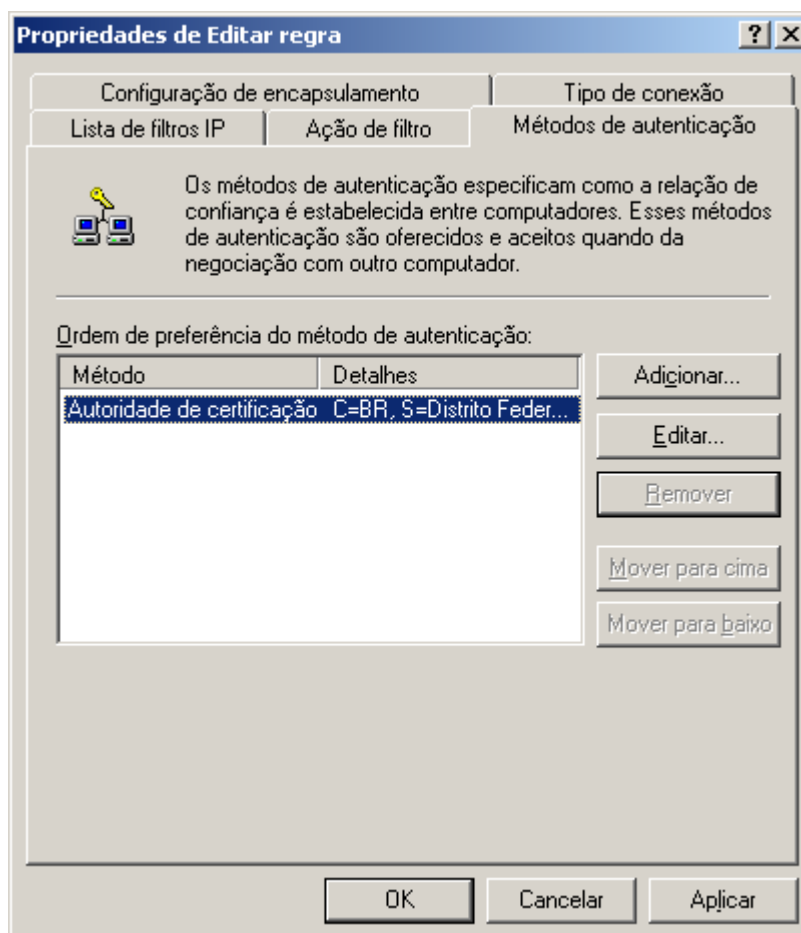 Propriedades de Editar regra
Configuração de encapsulamento
Tipo de conexão
Lista de filtros IP
Ação de filtro
Métodos de autenticação
Os métodos de autenticação especificam como a relação de
confiança é estabelecida entre computadores. Esses métodos
de autenticação são oferecidos e aceitos quando da
negociação com outro computador.
Ordem de preferência do método de autenticação:
Método
Detalhes
Autoridade de certificação
C=BR, S=Distrito Feder...
Adicionar...
Editar...
Remover
Mover para cima
Mover para baixo
OK
Cancelar
Aplicar